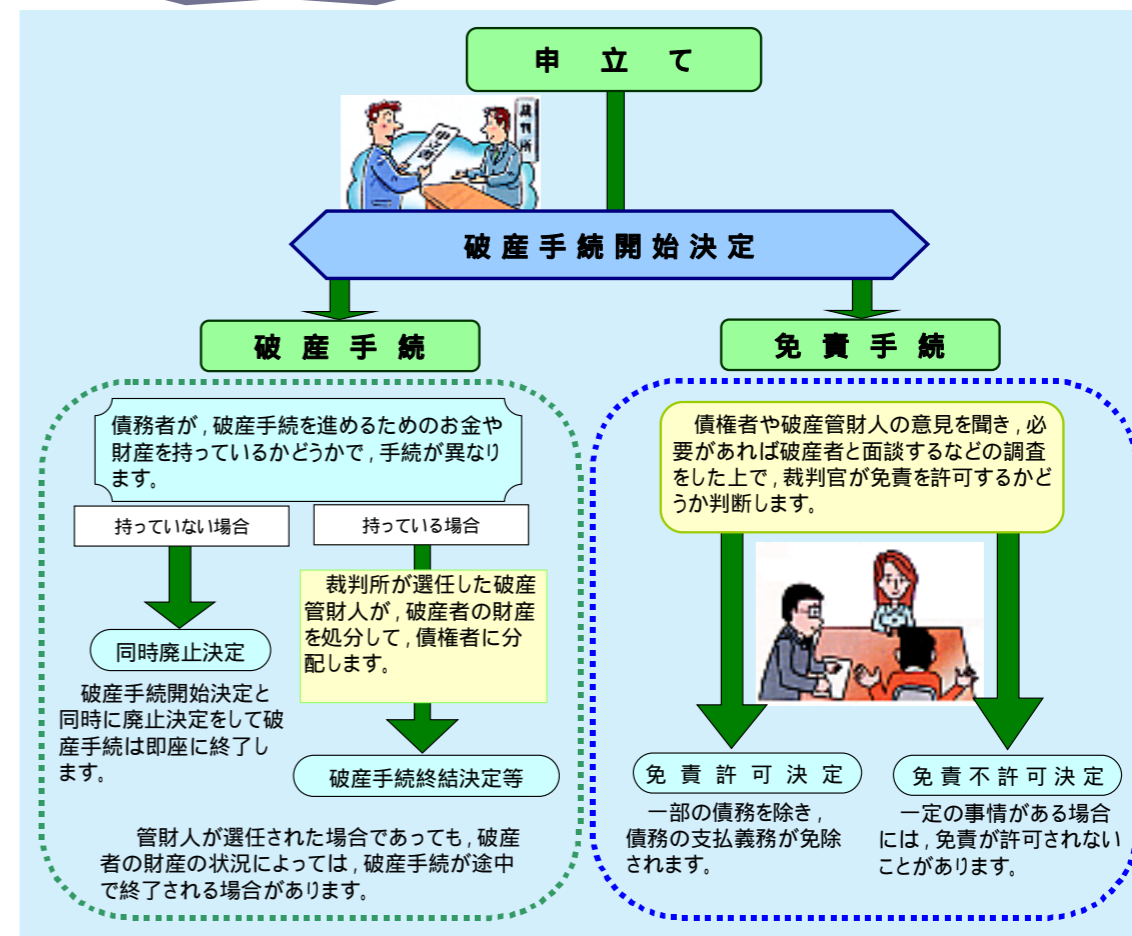 申立て
裁判所
破産手続開始決定
破産手続
免責手続
債務者が,破産手続を進めるためのお金や
財産を持っているかどうかで,手続が異なり
ます。
持っていない場合
持っている場合
裁判所が選任した破産
管財人が,破産者の財産
を処分して,債権者に分
配します。
同時廃止決定
破産手続開始決定と
同時に廃止決定をして破
産手続は即座に終了し
ます。
破産手続終結決定等
管財人が選任された場合であっても,破産
者の財産の状況によっては,破産手続が途中
で終了される場合があります。
債権者や破産管財人の意見を聞き,必
要があれば破産者と面談するなどの調査
をした上で,裁判官が免責を許可するかど
うか判断します。
免責許可決定
一部の債務を除き,
債務の支払義務が免除
されます。
免責不許可決定
一定の事情がある場合
には,免責が許可されない
ことがあります。